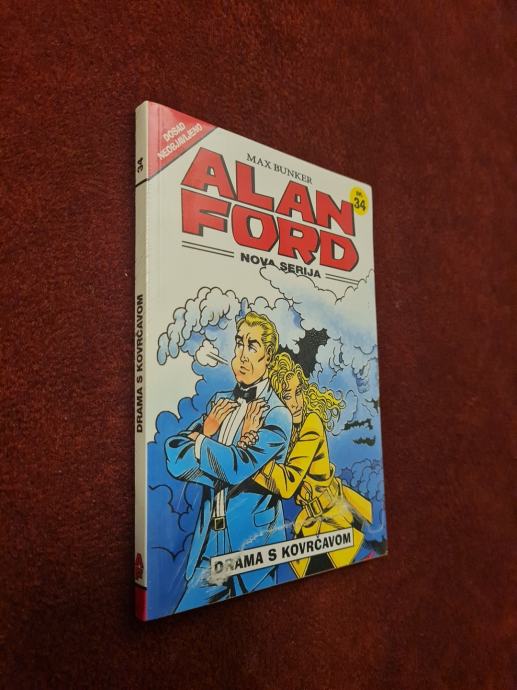 34
DRAMA S KOVRČAVOM
DOSAD
NEOBJAVLJENO
MAX BUNKER
ALAN
FORD
BR.
34
NOVA SERIJA
DRAMA S KOVRČAVOM